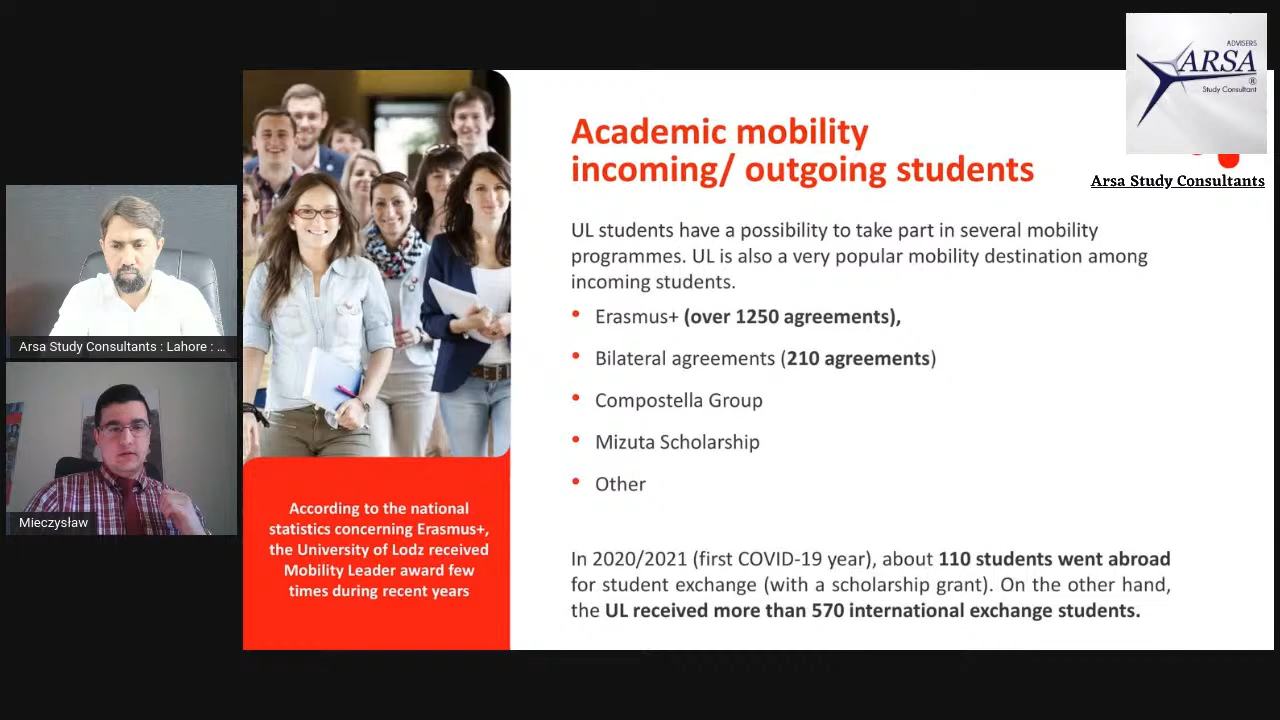 ADVISERS
ARSA
®
Study Consultant
Arsa Study Consultants
Academic mobility
incoming/ outgoing students
UL students have a possibility to take part in several mobility
programmes. UL is also a very popular mobility destination among
incoming students.
• Erasmus+ (over 1250 agreements),
• Bilateral agreements (210 agreements)
• Compostella Group
• Mizuta Scholarship
• Other
In 2020/2021 (first COVID-19 year), about 110 students went abroad
for student exchange (with a scholarship grant). On the other hand,
the UL received more than 570 international exchange students.
According to the national
statistics concerning Erasmus+,
the University of Lodz received
Mobility Leader award few
times during recent years
Arsa Study Consultants : Lahore : ...
Mieczysław